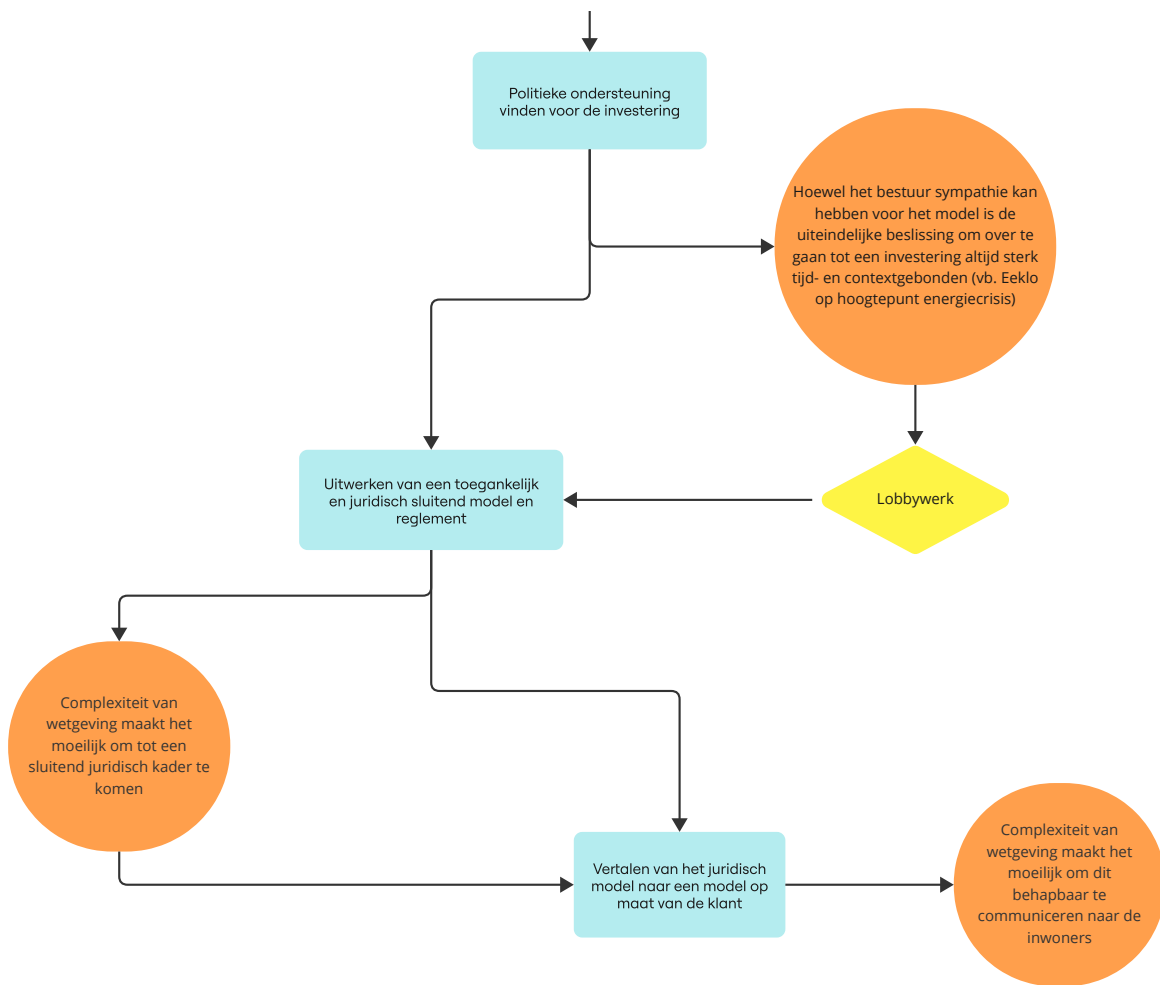 Politieke ondersteuning
vinden voor de investering
Hoewel het bestuur sympathie kan
hebben voor het model is de
uiteindelijke beslissing om over te
gaan tot een investering altijd sterk
tijd- en contextgebonden (vb. Eeklo
op hoogtepunt energiecrisis)
Uitwerken van een toegankelijk
en juridisch sluitend model en
reglement
Lobbywerk
Complexiteit van
wetgeving maakt het
moeilijk om tot een
sluitend juridisch kader te
komen
Vertalen van het juridisch
model naar een model op
maat van de klant
Complexiteit van
wetgeving maakt het
moeilijk om dit
behapbaar te
communiceren naar de
inwoners